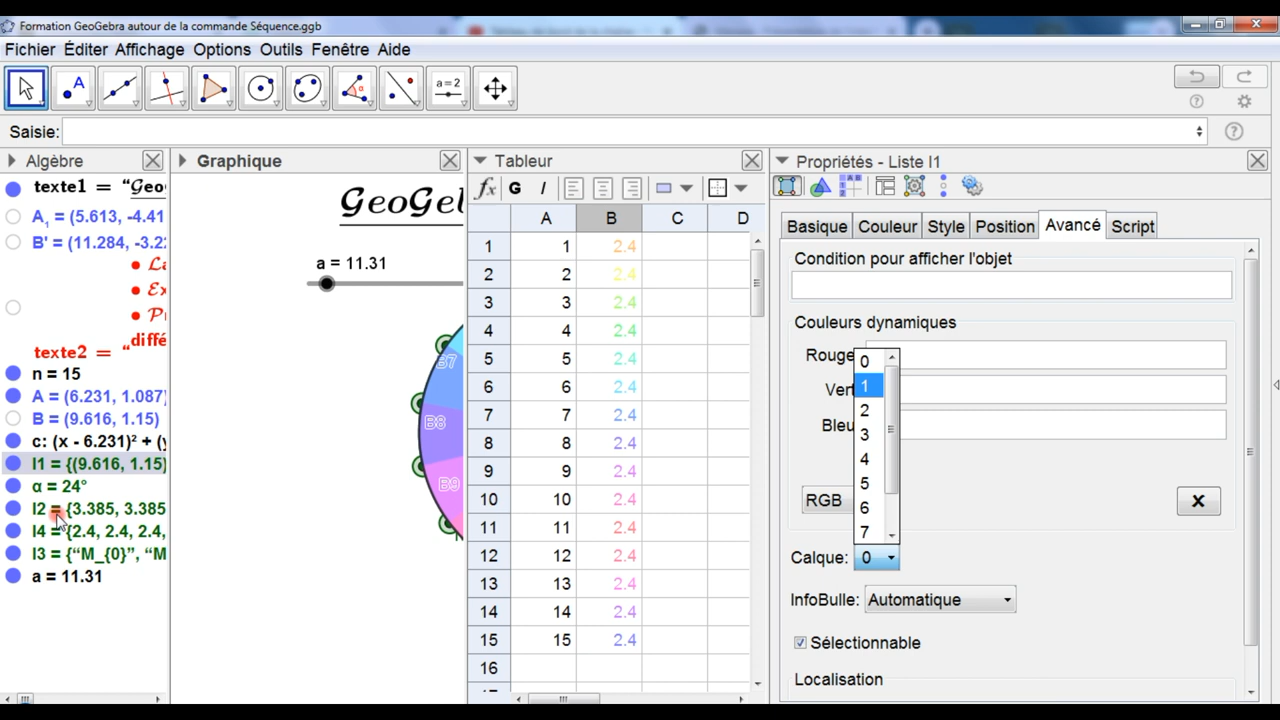 Formation GeoGebra autour de la commande Séquence.ggb
Fichier Éditer Affichage Options Outils Fenêtre Aide
Saisie:
Algèbre
texte1 = “Geo
A₁ = (5.613, -4.41
B' = (11.284, -3.22
• La
• Ex
• P
diffé
texte2 = “
n = 15
A = (6.231, 1.087)
B = (9.616, 1.15)
c: (x - 6.231)² + (y
l1 = {(9.616, 1.15)
α = 24°
l2 = {3.385, 3.385
l4 = {2.4, 2.4, 2.4,
l3 = {“M_{0}”, “M
a = 11.31
Graphique
GeoGel
a = 11.31
B7
B8
B9
Tableur
fx G I
A B C D
1 1 2.4
2 2 2.4
3 3 2.4
4 4 2.4
5 5 2.4
6 6 2.4
7 7 2.4
8 8 2.4
9 9 2.4
10 10 2.4
11 11 2.4
12 12 2.4
13 13 2.4
14 14 2.4
15 15 2.4
16
Propriétés - Liste l1
Basique Couleur Style Position Avancé Script
Condition pour afficher l'objet
Couleurs dynamiques
Rouge
Vert
Bleu
0
1
2
3
4
5
6
7
RGB x
Calque: 0
InfoBulle: Automatique
Sélectionnable
Localisation